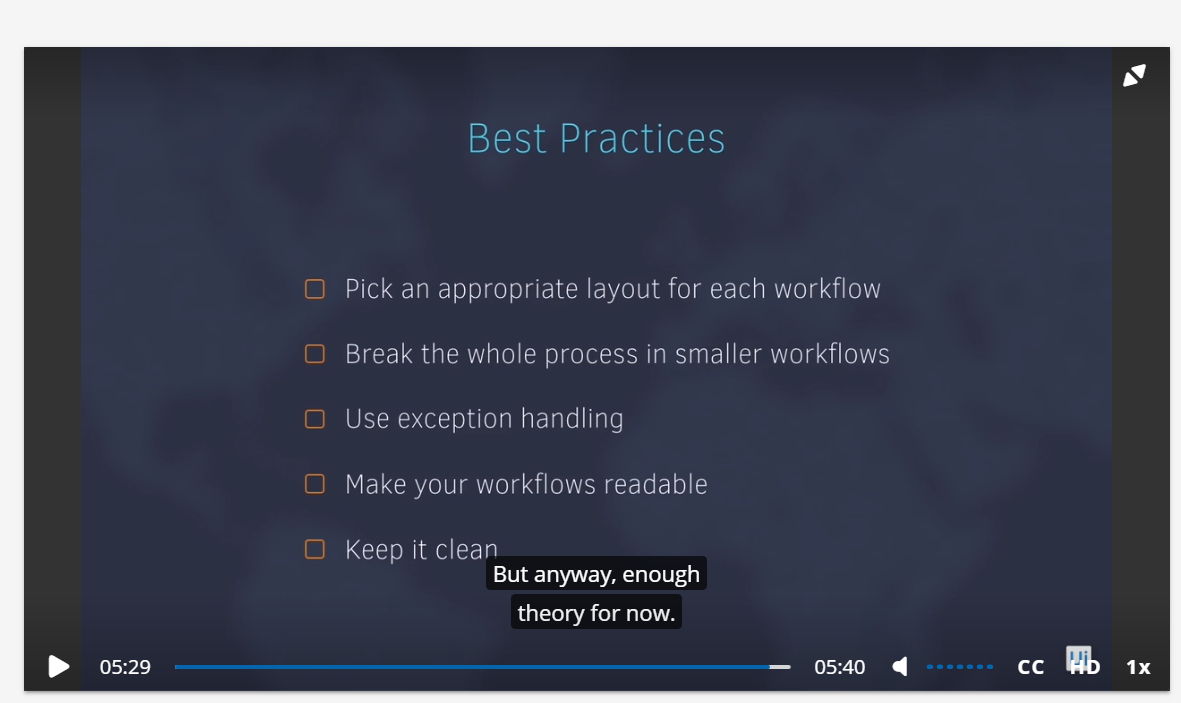 Best Practices
Pick an appropriate layout for each workflow
Break the whole process in smaller workflows
Use exception handling
Make your workflows readable
Keep it clean
But anyway, enough
theory for now.
05:29 05:40 CC HD 1x
Ui